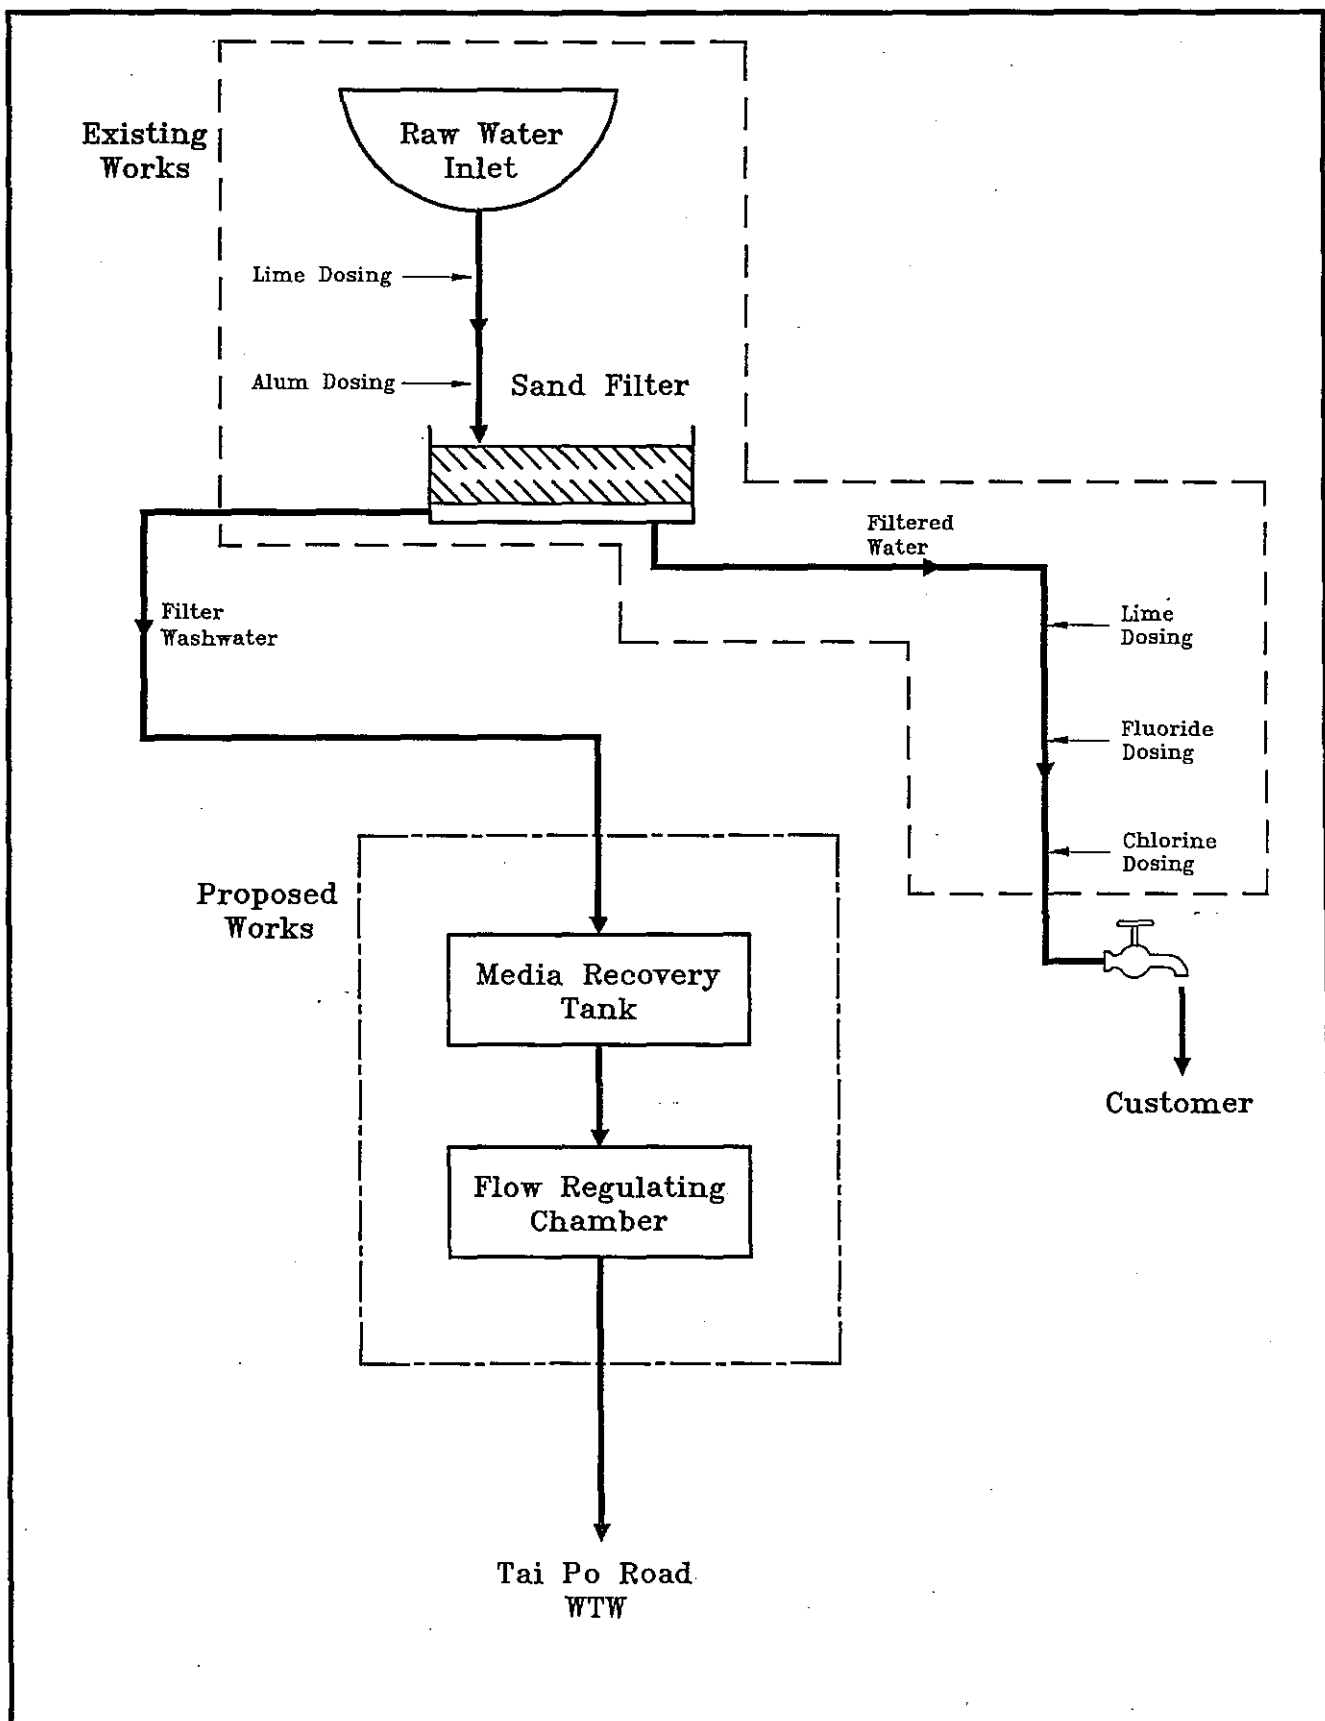 Existing
Works
Raw Water
Inlet
Lime Dosing
Alum Dosing
Sand Filter
Filtered
Water
Filter
Washwater
Lime
Dosing
Fluoride
Dosing
Chlorine
Dosing
Proposed
Works
Media Recovery
Tank
Customer
Flow Regulating
Chamber
Tai Po Road
WTW